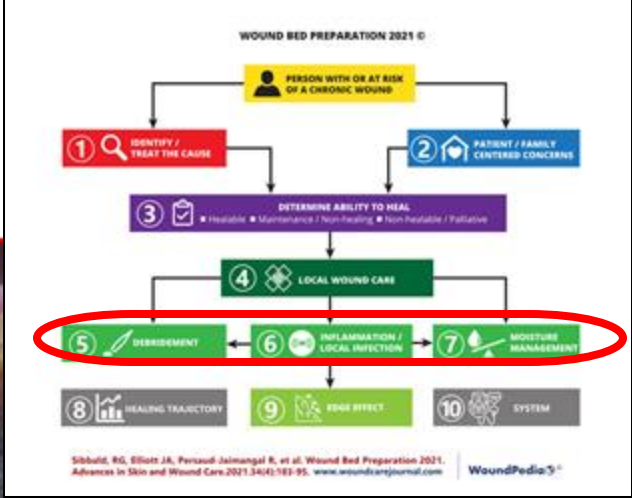 WOUND BED PREPARATION 2021 ©
PERSON WITH OR AT RISK
OF A CHRONIC WOUND
1 IDENTIFY /
TREAT THE CAUSE
2 PATIENT / FAMILY
CENTERED CONCERNS
3 DETERMINE ABILITY TO HEAL
■ Healable ■ Maintenance / Non-healing ■ Non-healable / Palliative
4 LOCAL WOUND CARE
5 DEBRIDEMENT
6 INFLAMMATION /
LOCAL INFECTION
7 MOISTURE
MANAGEMENT
8 HEALING TRAJECTORY
9 EDGE EFFECT
10 SYSTEM
Sibbald, RG, Elliott JA, Persaud-Jaimangal R, et al. Wound Bed Preparation 2021.
Advances in Skin and Wound Care.2021.34(4):183-95. www.woundcarejournal.com
WoundPedia